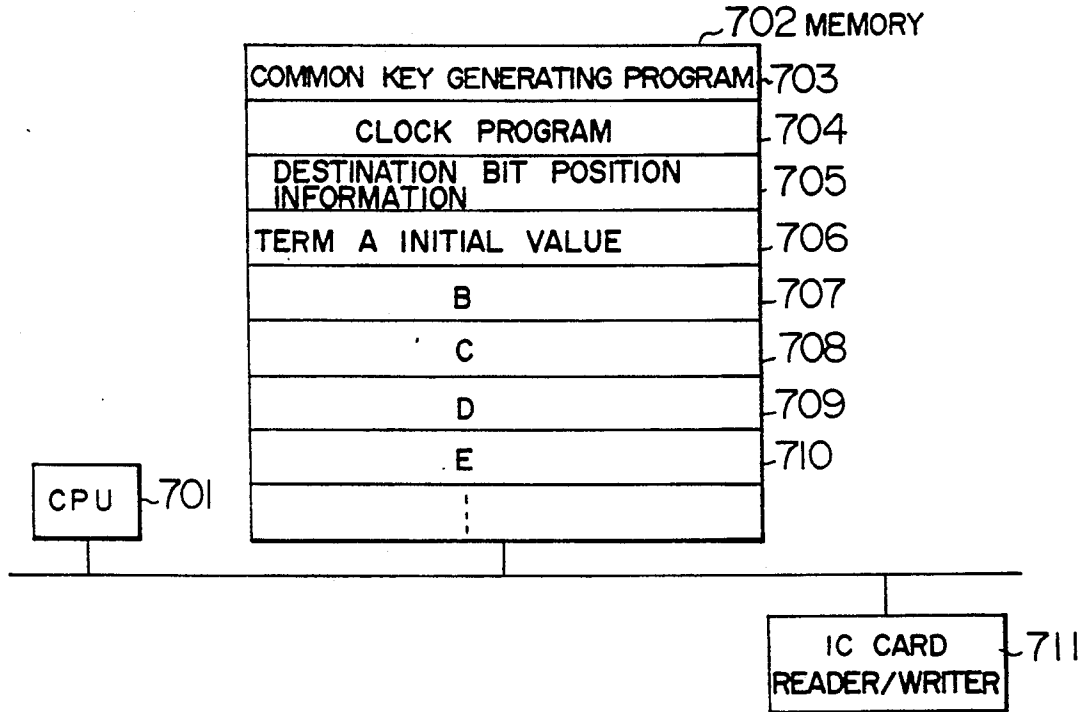 702 MEMORY
COMMON KEY GENERATING PROGRAM 703
CLOCK PROGRAM 704
DESTINATION BIT POSITION
INFORMATION 705
TERM A INITIAL VALUE 706
B 707
C 708
D 709
E 710
CPU 701
IC CARD
READER/WRITER 711